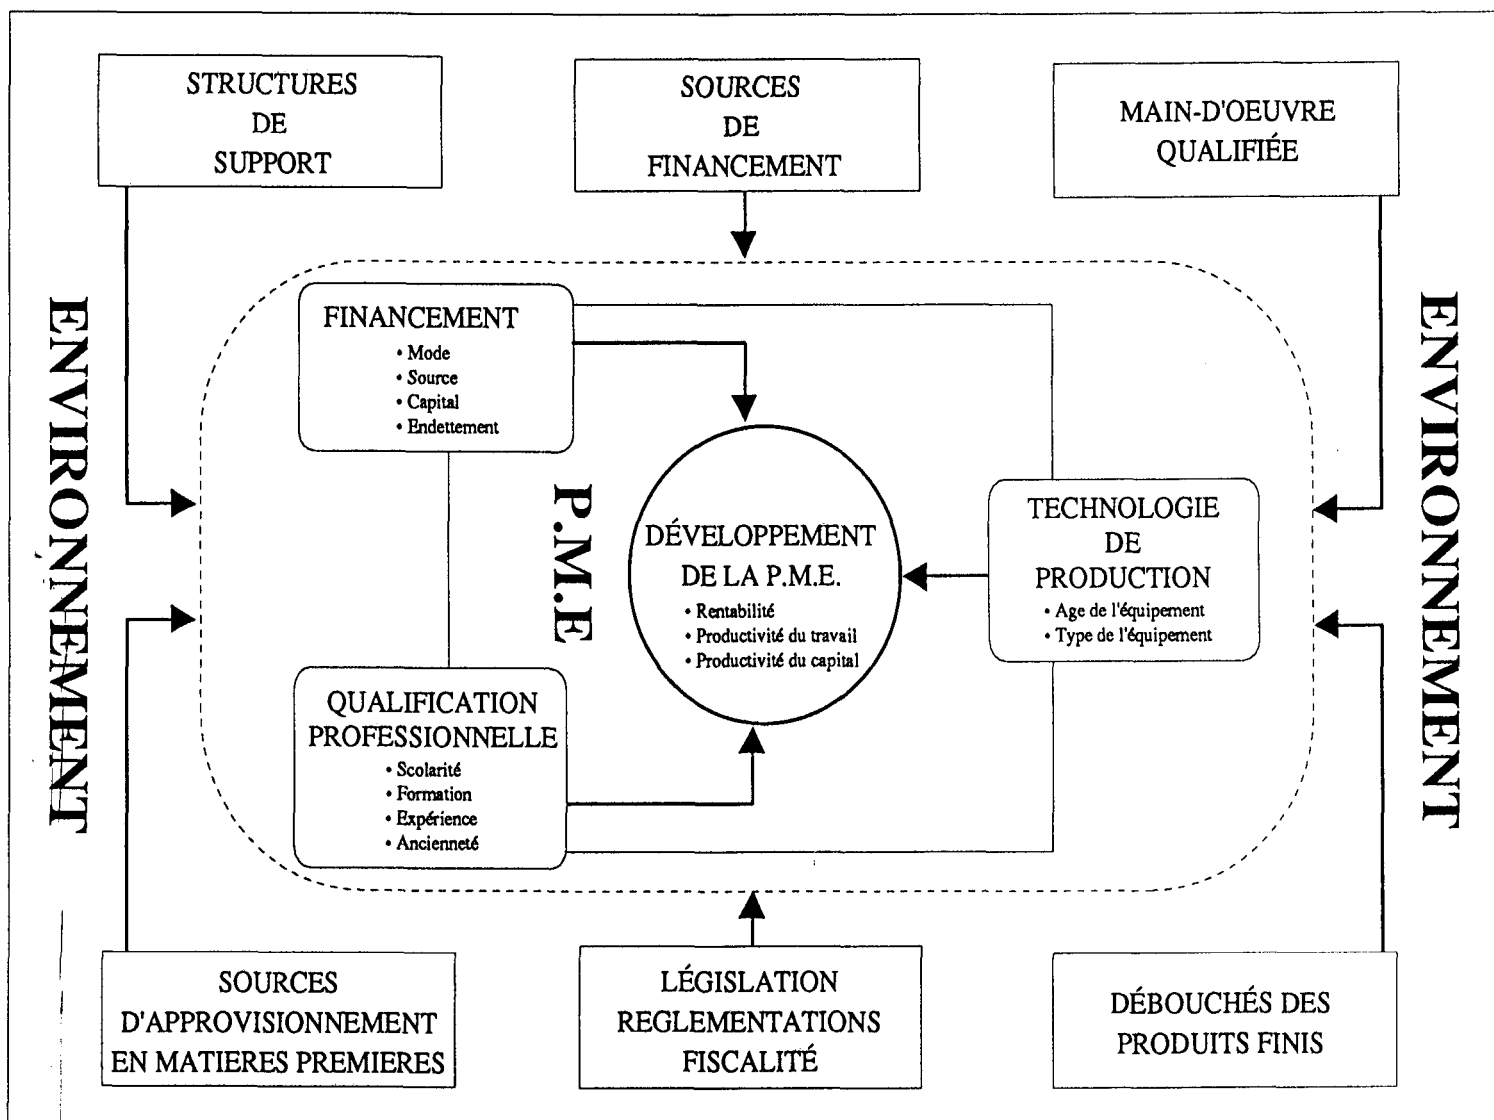 STRUCTURES
DE
SUPPORT
SOURCES
DE
FINANCEMENT
MAIN-D'OEUVRE
QUALIFIÉE
ENVIRONNEMENT
FINANCEMENT
• Mode
• Source
• Capital
• Endettement
P.M.E
DÉVELOPPEMENT
DE LA P.M.E.
• Rentabilité
• Productivité du travail
• Productivité du capital
TECHNOLOGIE
DE
PRODUCTION
• Age de l'équipement
• Type de l'équipement
ENVIRONNEMENT
QUALIFICATION
PROFESSIONNELLE
• Scolarité
• Formation
• Expérience
• Ancienneté
SOURCES
D'APPROVISIONNEMENT
EN MATIERES PREMIERES
LÉGISLATION
REGLEMENTATIONS
FISCALITÉ
DÉBOUCHÉS DES
PRODUITS FINIS